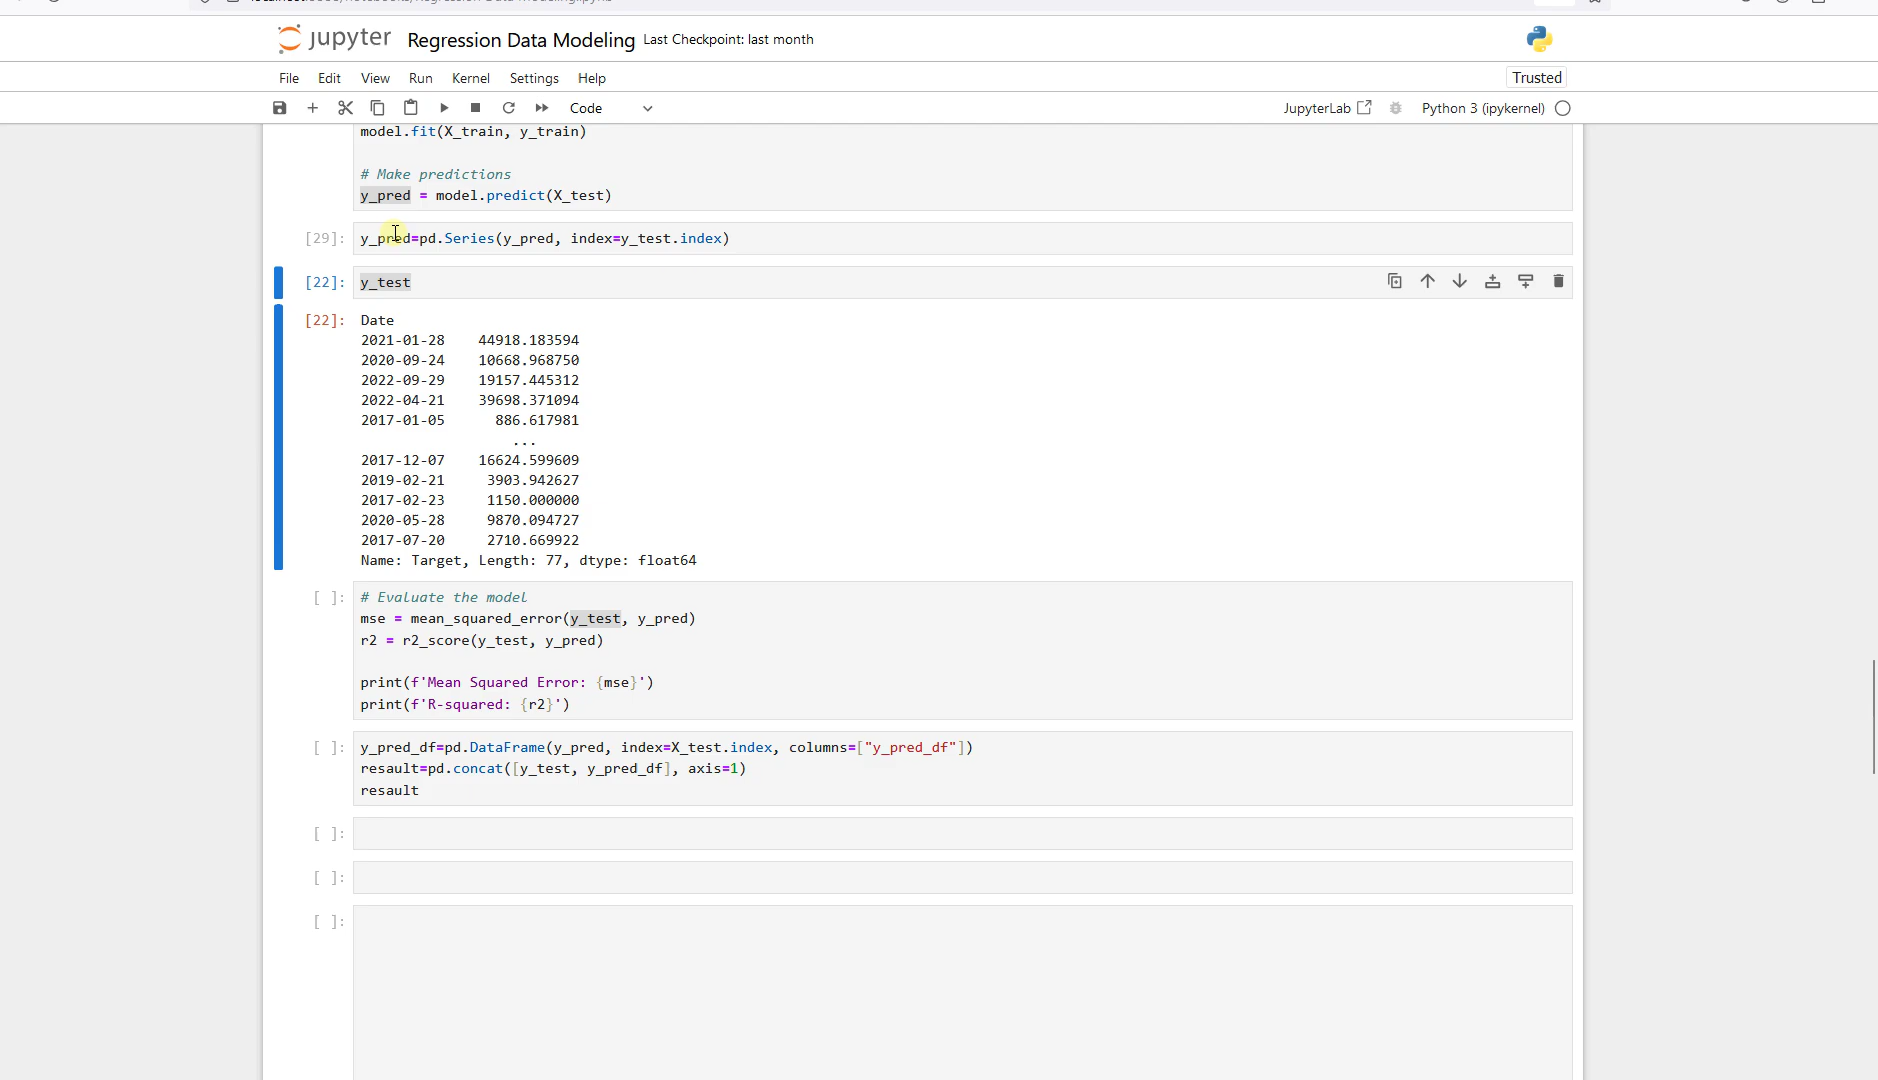 jupyter Regression Data Modeling Last Checkpoint: last month
File Edit View Run Kernel Settings Help Trusted
Code JupyterLab Python 3 (ipykernel)
model.fit(X_train, y_train)
# Make predictions
y_pred = model.predict(X_test)
[29]: y_pred=pd.Series(y_pred, index=y_test.index)
[22]: y_test
[22]: Date
2021-01-28 44918.183594
2020-09-24 10668.968750
2022-09-29 19157.445312
2022-04-21 39698.371094
2017-01-05 886.617981
...
2017-12-07 16624.599609
2019-02-21 3903.942627
2017-02-23 1150.000000
2020-05-28 9870.094727
2017-07-20 2710.669922
Name: Target, Length: 77, dtype: float64
[ ]: # Evaluate the model
mse = mean_squared_error(y_test, y_pred)
r2 = r2_score(y_test, y_pred)
print(f'Mean Squared Error: {mse}')
print(f'R-squared: {r2}')
[ ]: y_pred_df=pd.DataFrame(y_pred, index=X_test.index, columns=["y_pred_df"])
resault=pd.concat([y_test, y_pred_df], axis=1)
resault
[ ]:
[ ]:
[ ]: